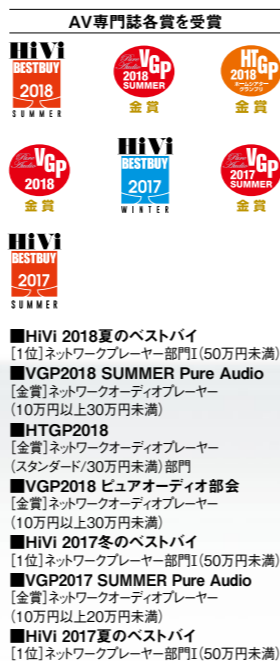 AV専門誌各賞を受賞
HiVi
BESTBUY
2018
SUMMER
Pure Audio
VGP
2018
SUMMER
金賞
HTGP
2018
ホームシアター
グランプリ
金賞
Pure Audio
VGP
2018
金賞
HiVi
BESTBUY
2017
WINTER
Pure Audio
VGP
2017
SUMMER
金賞
HiVi
BESTBUY
2017
SUMMER
■HiVi 2018夏のベストバイ
[1位]ネットワークプレーヤー部門I(50万円未満)
■VGP2018 SUMMER Pure Audio
[金賞]ネットワークオーディオプレーヤー
(10万円以上30万円未満)
■HTGP2018
[金賞]ネットワークオーディオプレーヤー
(スタンダード/30万円未満)部門
■VGP2018 ピュアオーディオ部会
[金賞]ネットワークオーディオプレーヤー
(10万円以上30万円未満)
■HiVi 2017冬のベストバイ
[1位]ネットワークプレーヤー部門I(50万円未満)
■VGP2017 SUMMER Pure Audio
[金賞]ネットワークオーディオプレーヤー
(10万円以上20万円未満)
■HiVi 2017夏のベストバイ
[1位]ネットワークプレーヤー部門I(50万円未満)